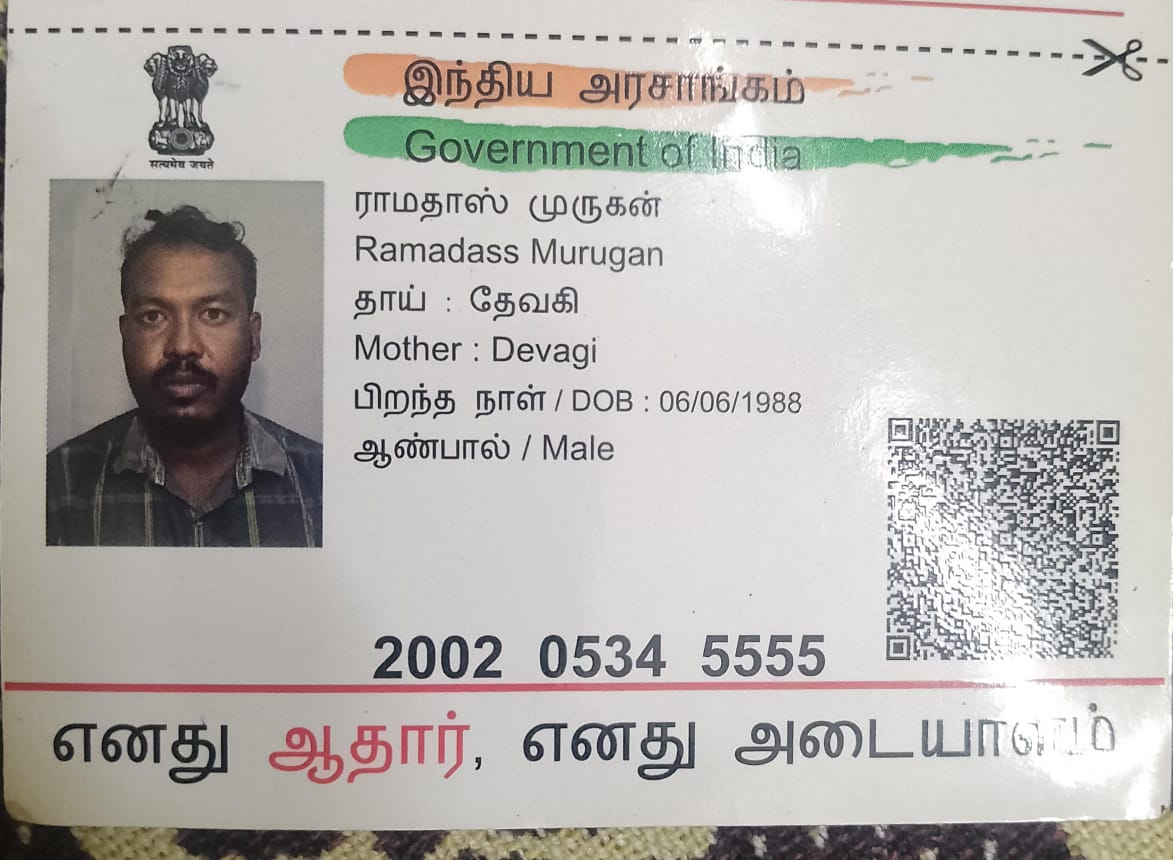 இந்திய அரசாங்கம்
Government of India
सत्यमेव जयते
ராமதாஸ் முருகன்
Ramadass Murugan
தாய் : தேவகி
Mother : Devagi
பிறந்த நாள் / DOB : 06/06/1988
ஆண்பால் / Male
2002 0534 5555
எனது ஆதார், எனது அடையாளம்